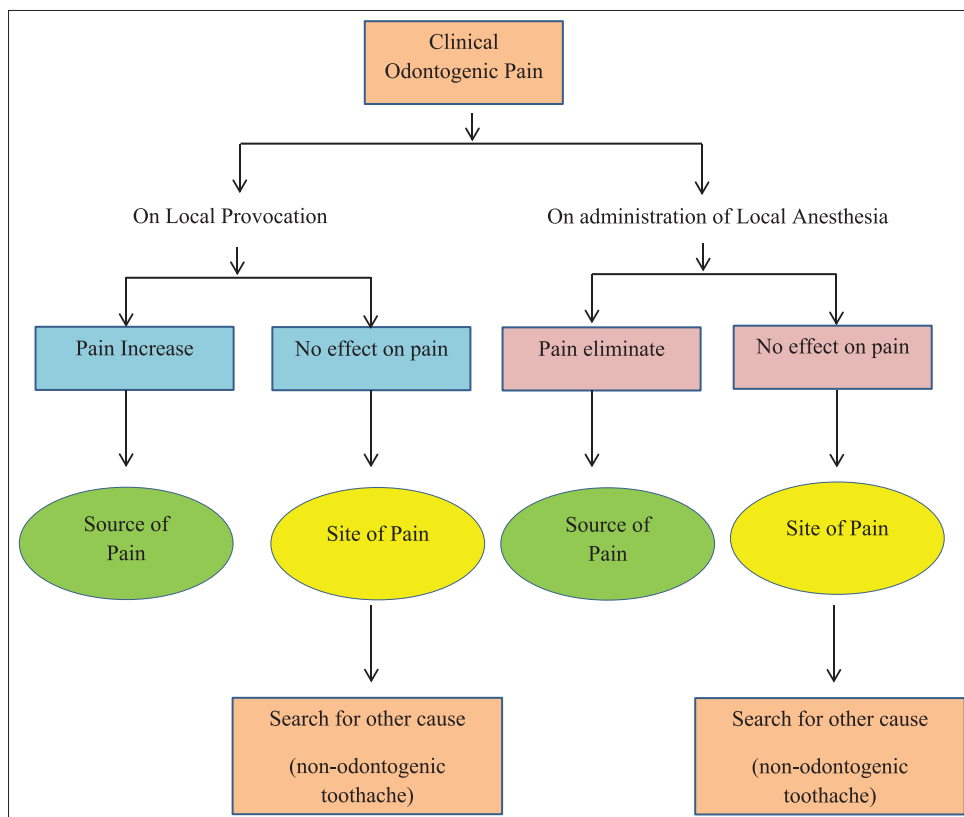 Clinical
Odontogenic Pain
On Local Provocation
On administration of Local Anesthesia
Pain Increase
No effect on pain
Pain eliminate
No effect on pain
Source of
Pain
Site of Pain
Source of
Pain
Site of Pain
Search for other cause
(non-odontogenic
toothache)
Search for other cause
(non-odontogenic
toothache)